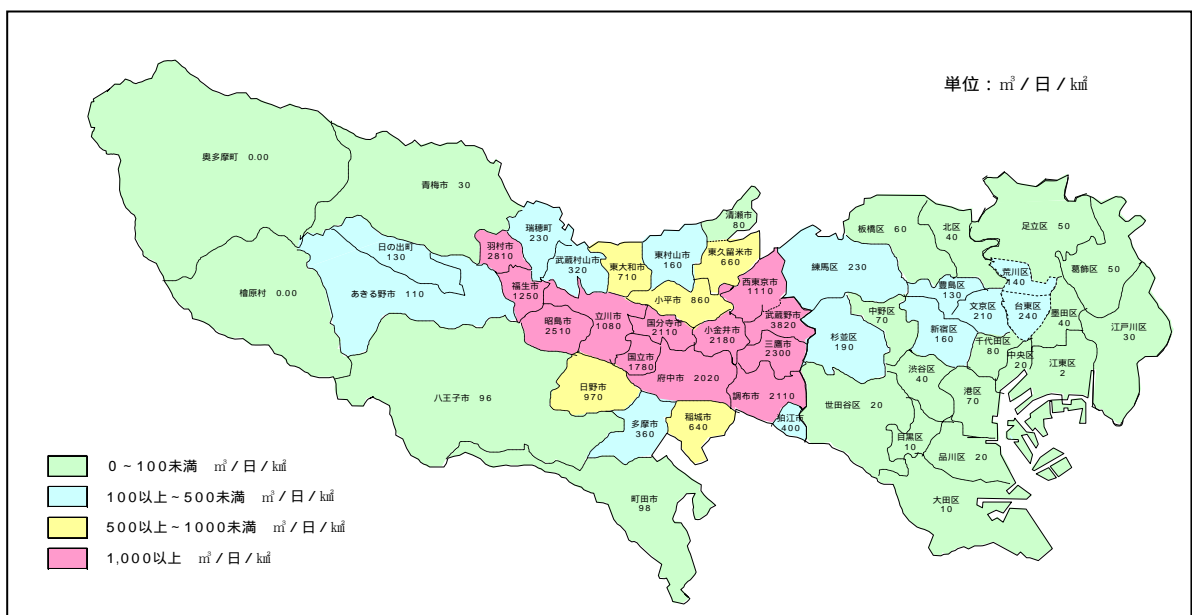 単位：㎥/日/㎢
奥多摩町 0.00
青梅市 30
檜原村 0.00
日の出町
130
あきる野市 110
瑞穂町
230
羽村市
2810
武蔵村山市
320
福生市
1250
昭島市
2510
立川市
1080
東大和市
710
東村山市
160
清瀬市
80
東久留米市
660
小平市 860
西東京市
1110
国分寺市
2110
小金井市
2180
武蔵野市
3820
三鷹市
2300
国立市
1780
府中市 2020
調布市 2110
狛江市
400
日野市
970
八王子市 96
多摩市
360
稲城市
640
町田市
98
練馬区 230
板橋区 60
北区
40
足立区 50
葛飾区 50
荒川区
140
豊島区
130
文京区
210
台東区
240
墨田区
40
江戸川区
30
中野区
70
新宿区
160
千代田区
80
中央区
20
江東区
2
杉並区
190
渋谷区
40
港区
70
世田谷区 20
目黒区
10
品川区 20
大田区
10
0～100未満 ㎥/日/㎢
100以上～500未満 ㎥/日/㎢
500以上～1000未満 ㎥/日/㎢
1,000以上 ㎥/日/㎢